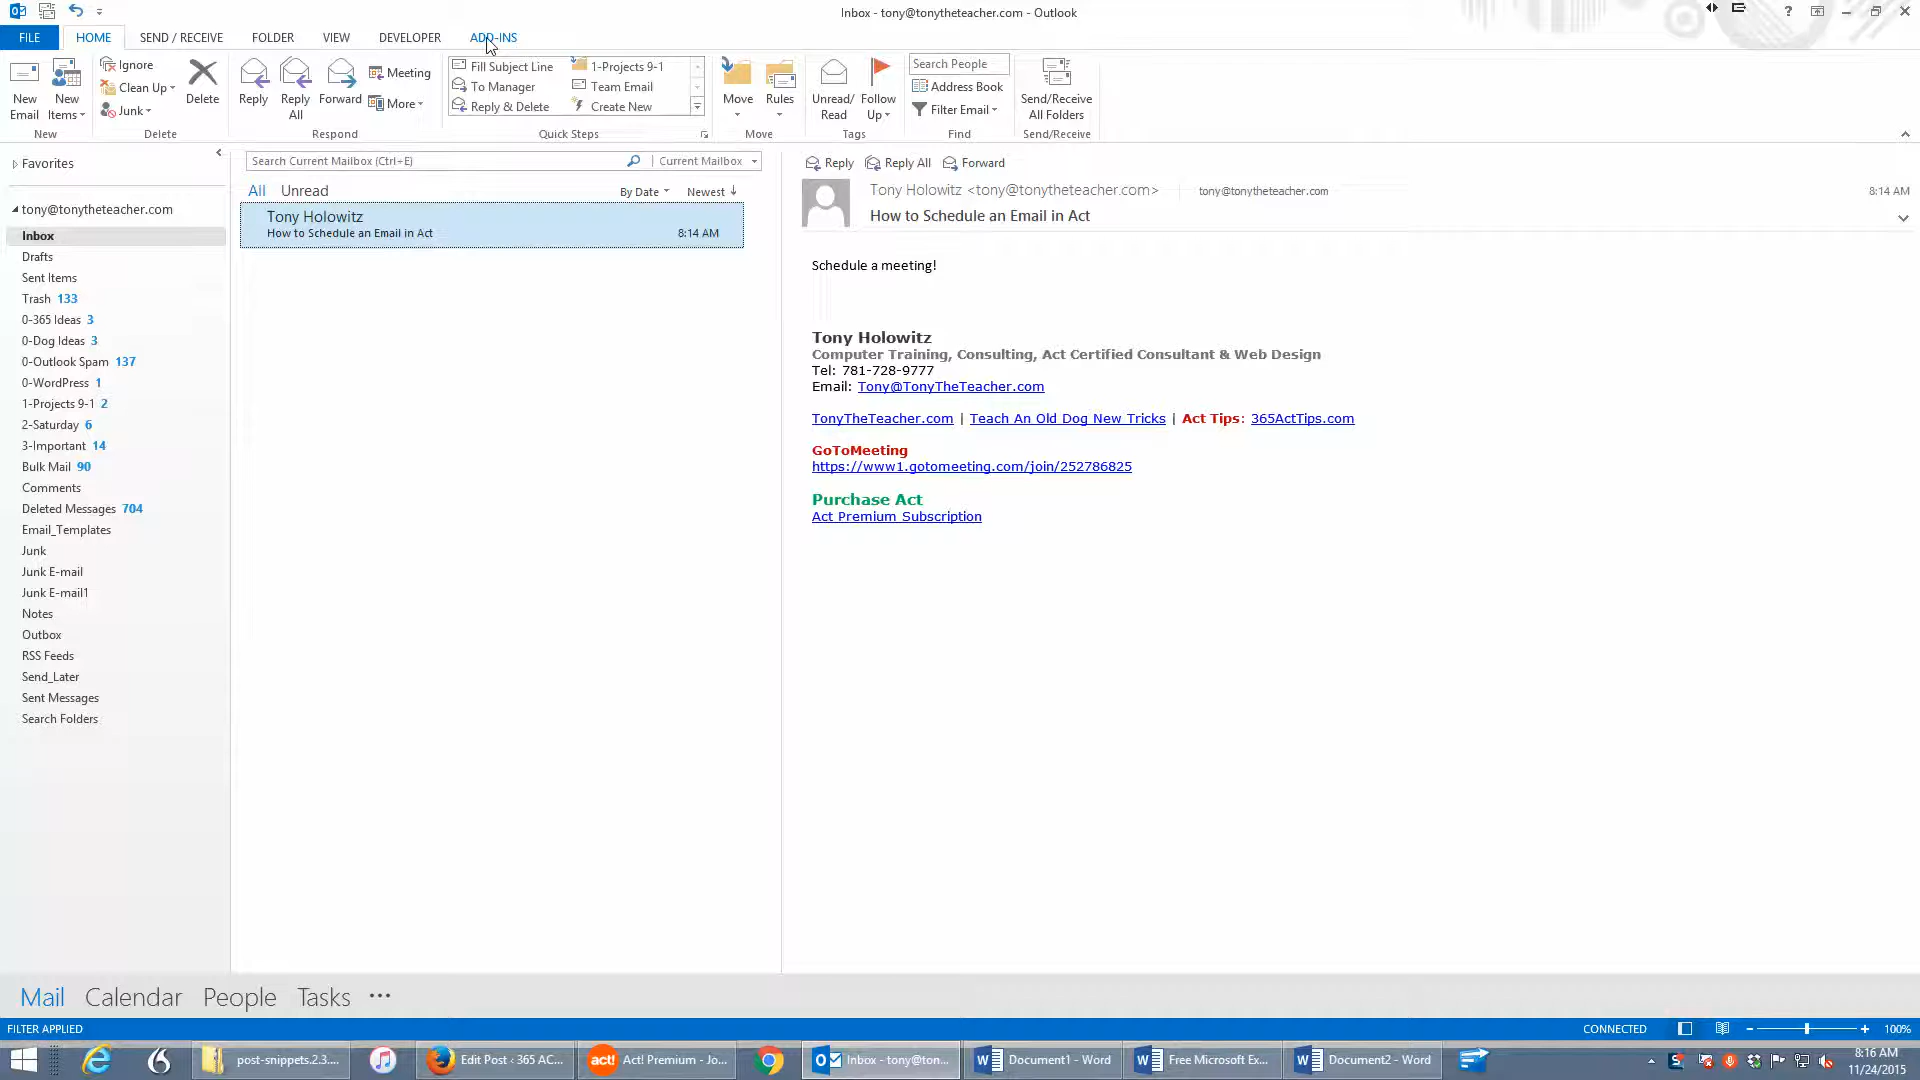 Inbox - tony@tonytheteacher.com - Outlook
FILE HOME SEND / RECEIVE FOLDER VIEW DEVELOPER ADD-INS
New Email
New Items
New
Ignore
Clean Up
Junk
Delete
Delete
Reply
Reply All
Forward
Meeting
More
Respond
Fill Subject Line
To Manager
Reply & Delete
1-Projects 9-1
Team Email
Create New
Quick Steps
Move
Rules
Move
Unread/ Read
Follow Up
Tags
Search People
Address Book
Filter Email
Find
Send/Receive All Folders
Send/Receive
Favorites
tony@tonytheteacher.com
Inbox
Drafts
Sent Items
Trash 133
0-365 Ideas 3
0-Dog Ideas 3
0-Outlook Spam 137
0-WordPress 1
1-Projects 9-1 2
2-Saturday 6
3-Important 14
Bulk Mail 90
Comments
Deleted Messages 704
Email_Templates
Junk
Junk E-mail
Junk E-mail1
Notes
Outbox
RSS Feeds
Send_Later
Sent Messages
Search Folders
Search Current Mailbox (Ctrl+E) Current Mailbox
All Unread By Date Newest
Tony Holowitz
How to Schedule an Email in Act 8:14 AM
Reply Reply All Forward
Tony Holowitz <tony@tonytheteacher.com> tony@tonytheteacher.com 8:14 AM
How to Schedule an Email in Act
Schedule a meeting!
Tony Holowitz
Computer Training, Consulting, Act Certified Consultant & Web Design
Tel: 781-728-9777
Email: Tony@TonyTheTeacher.com
TonyTheTeacher.com | Teach An Old Dog New Tricks | Act Tips: 365ActTips.com
GoToMeeting
https://www1.gotomeeting.com/join/252786825
Purchase Act
Act Premium Subscription
Mail Calendar People Tasks ...
FILTER APPLIED CONNECTED 100%
post-snippets.2.3.... Edit Post ‹ 365 AC... act! Act! Premium - Jo... Inbox - tony@ton... Document1 - Word Free Microsoft Ex... Document2 - Word
8:16 AM
11/24/2015